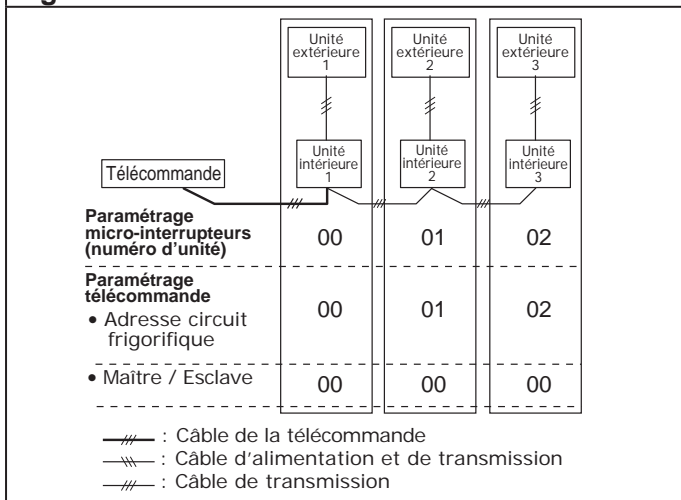 Unité extérieure 1
Unité extérieure 2
Unité extérieure 3
Télécommande
Unité intérieure 1
Unité intérieure 2
Unité intérieure 3
Paramétrage
micro-interrupteurs
(numéro d'unité)
00 01 02
Paramétrage
télécommande
• Adresse circuit
frigorifique
00 01 02
• Maître / Esclave
00 00 00
: Câble de la télécommande
: Câble d'alimentation et de transmission
: Câble de transmission